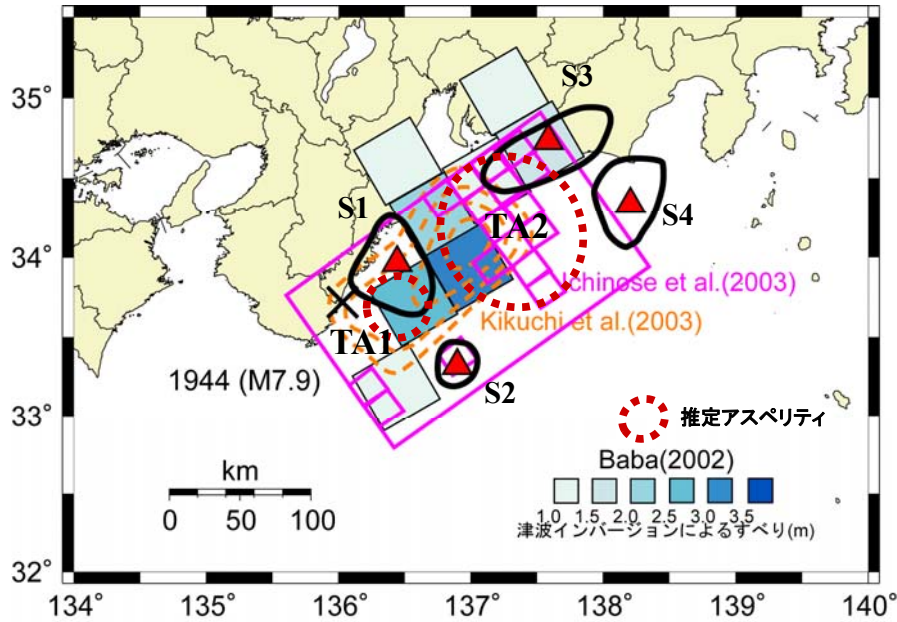 35°
34°
33°
32°
134°
135°
136°
137°
138°
139°
140°
S3
S1
S4
TA2
Ichinose et al.(2003)
Kikuchi et al.(2003)
TA1
S2
1944 (M7.9)
推定アスペリティ
km
0 50 100
Baba(2002)
1.0 1.5 2.0 2.5 3.0 3.5
津波インバージョンによるすべり(m)